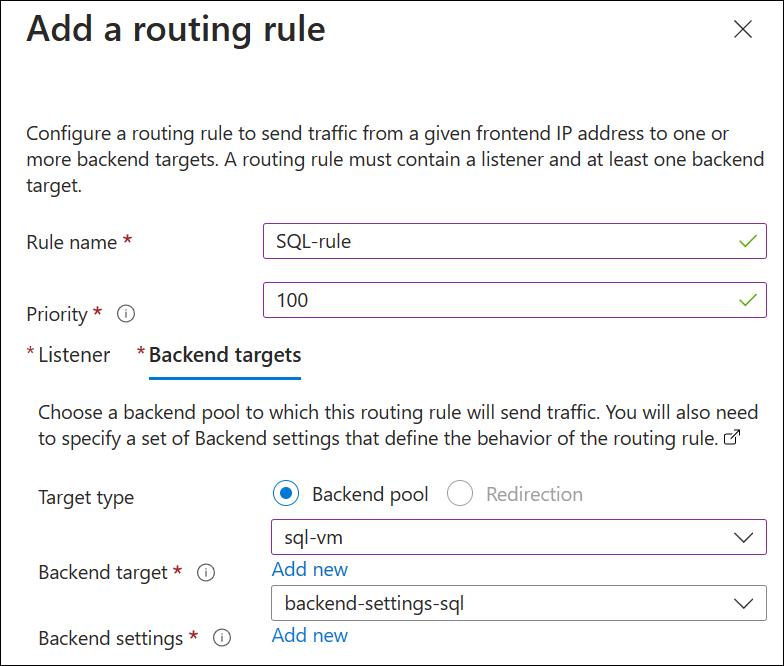 Add a routing rule
Configure a routing rule to send traffic from a given frontend IP address to one or
more backend targets. A routing rule must contain a listener and at least one backend
target.
Rule name *
SQL-rule
Priority *
100
* Listener
* Backend targets
Choose a backend pool to which this routing rule will send traffic. You will also need
to specify a set of Backend settings that define the behavior of the routing rule.
Target type
Backend pool
Redirection
Backend target *
sql-vm
Add new
Backend settings *
backend-settings-sql
Add new